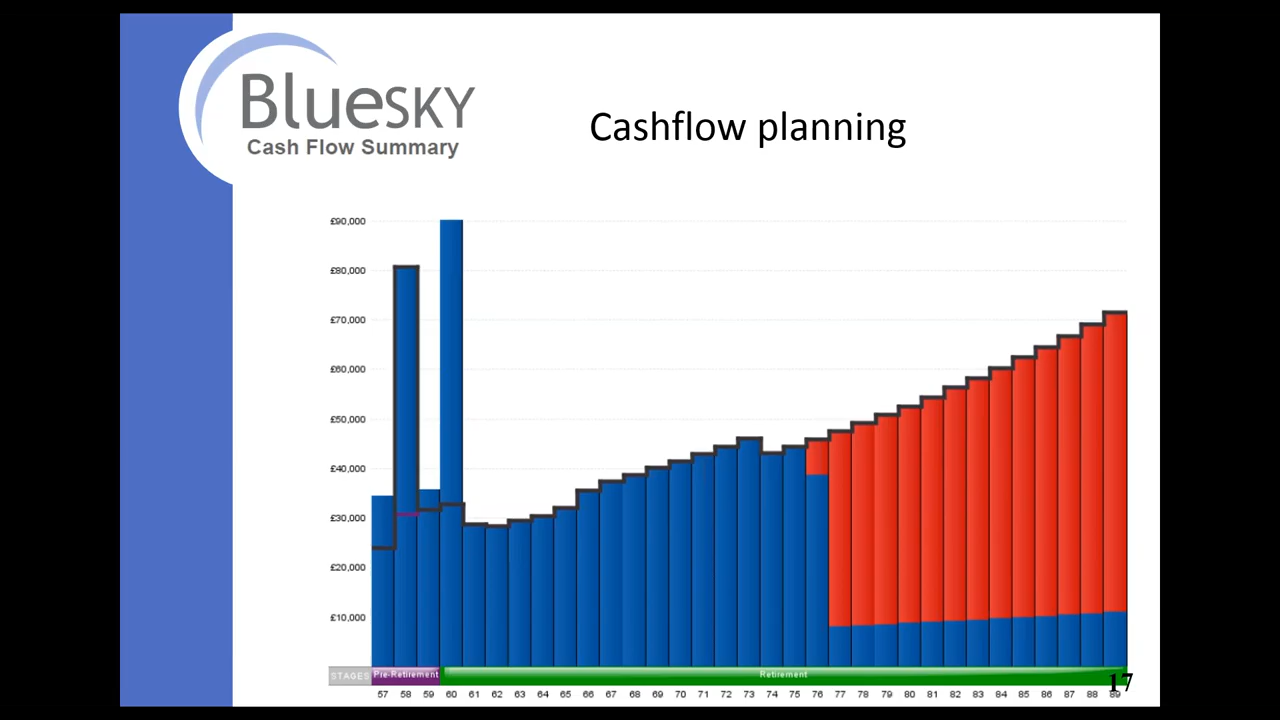 BlueSKY
Cash Flow Summary
Cashflow planning
£90,000
£80,000
£70,000
£60,000
£50,000
£40,000
£30,000
£20,000
£10,000
STAGES Pre-Retirement Retirement
57 58 59 60 61 62 63 64 65 66 67 68 69 70 71 72 73 74 75 76 77 78 79 80 81 82 83 84 85 86 87 88 89
17